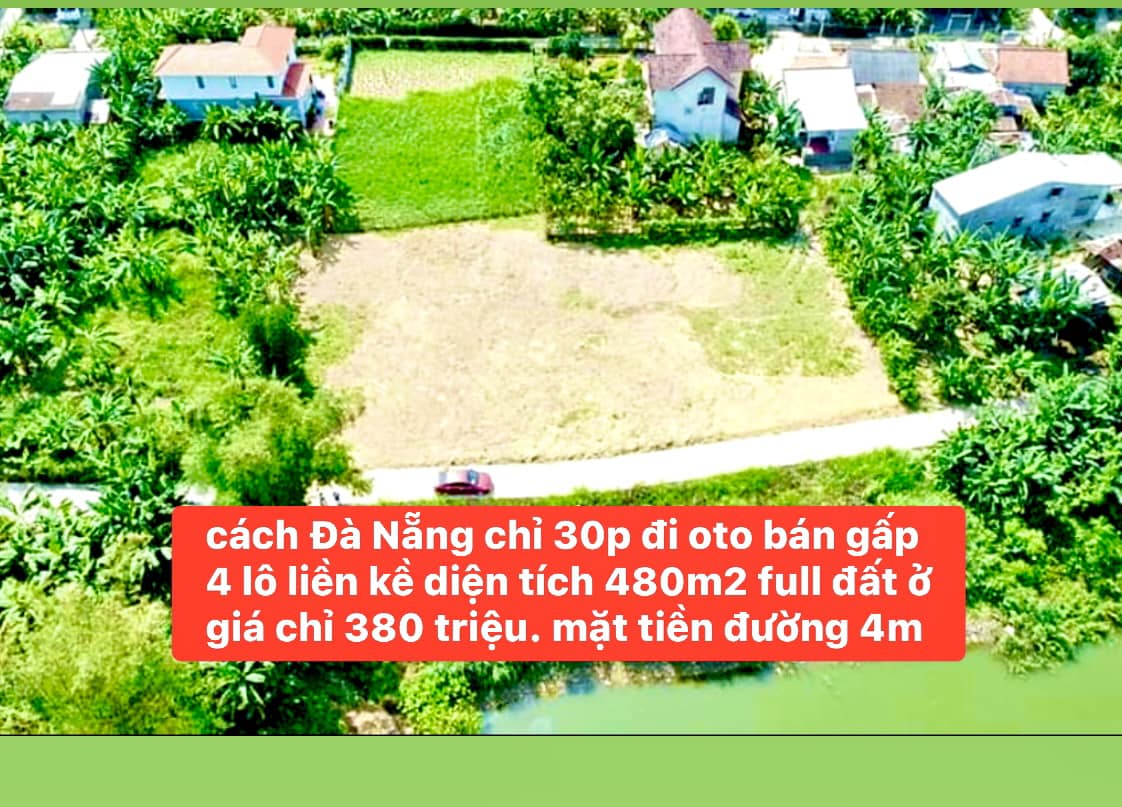 cách Đà Nẵng chỉ 30p đi oto bán gấp
4 lô liền kề diện tích 480m2 full đất ở
giá chỉ 380 triệu. mặt tiền đường 4m